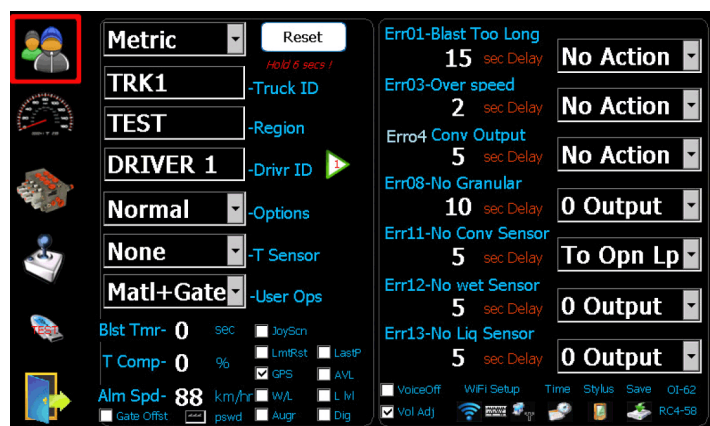 Metric
Reset
Hold 6 secs !
TRK1 -Truck ID
TEST -Region
DRIVER 1 -Drivr ID 1
Normal -Options
None -T Sensor
Matl+Gate -User Ops
Blst Tmr- 0 sec JoyScn
T Comp- 0 % LmtRst LastP
GPS AVL
Alm Spd- 88 km/hr W/L L lvl
Gate Offst pswd Augr Dig
TEST
Err01-Blast Too Long
15 sec Delay No Action
Err03-Over speed
2 sec Delay No Action
Erro4 Conv Output
5 sec Delay No Action
Err08-No Granular
10 sec Delay 0 Output
Err11-No Conv Sensor
5 sec Delay To Opn Lp
Err12-No wet Sensor
5 sec Delay 0 Output
Err13-No Liq Sensor
5 sec Delay 0 Output
VoiceOff WiFi Setup Time Stylus Save OI-62
Vol Adj RC4-58